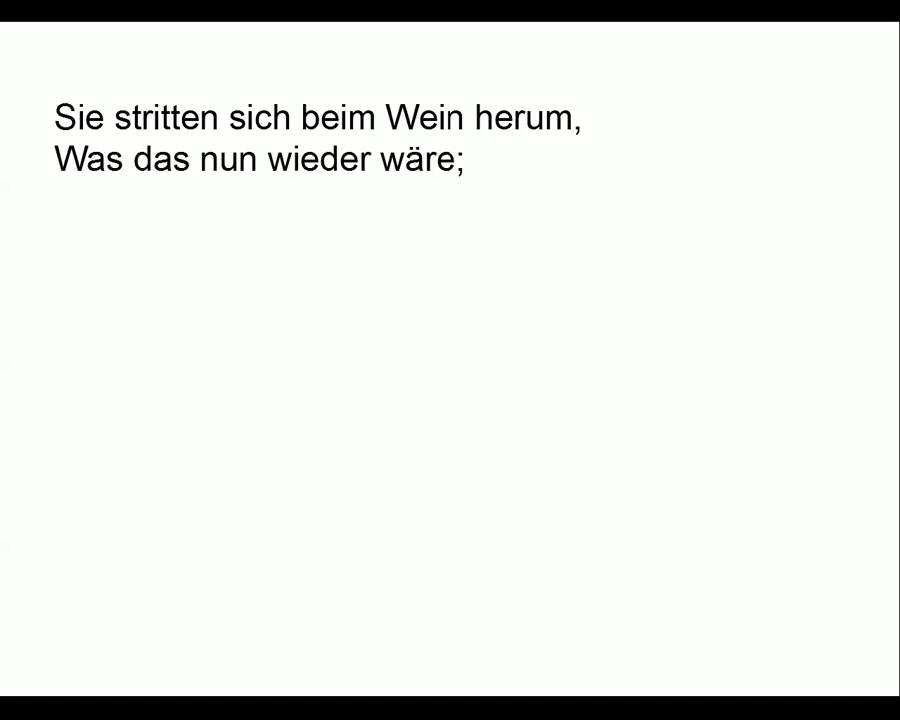 Sie stritten sich beim Wein herum,
Was das nun wieder wäre;